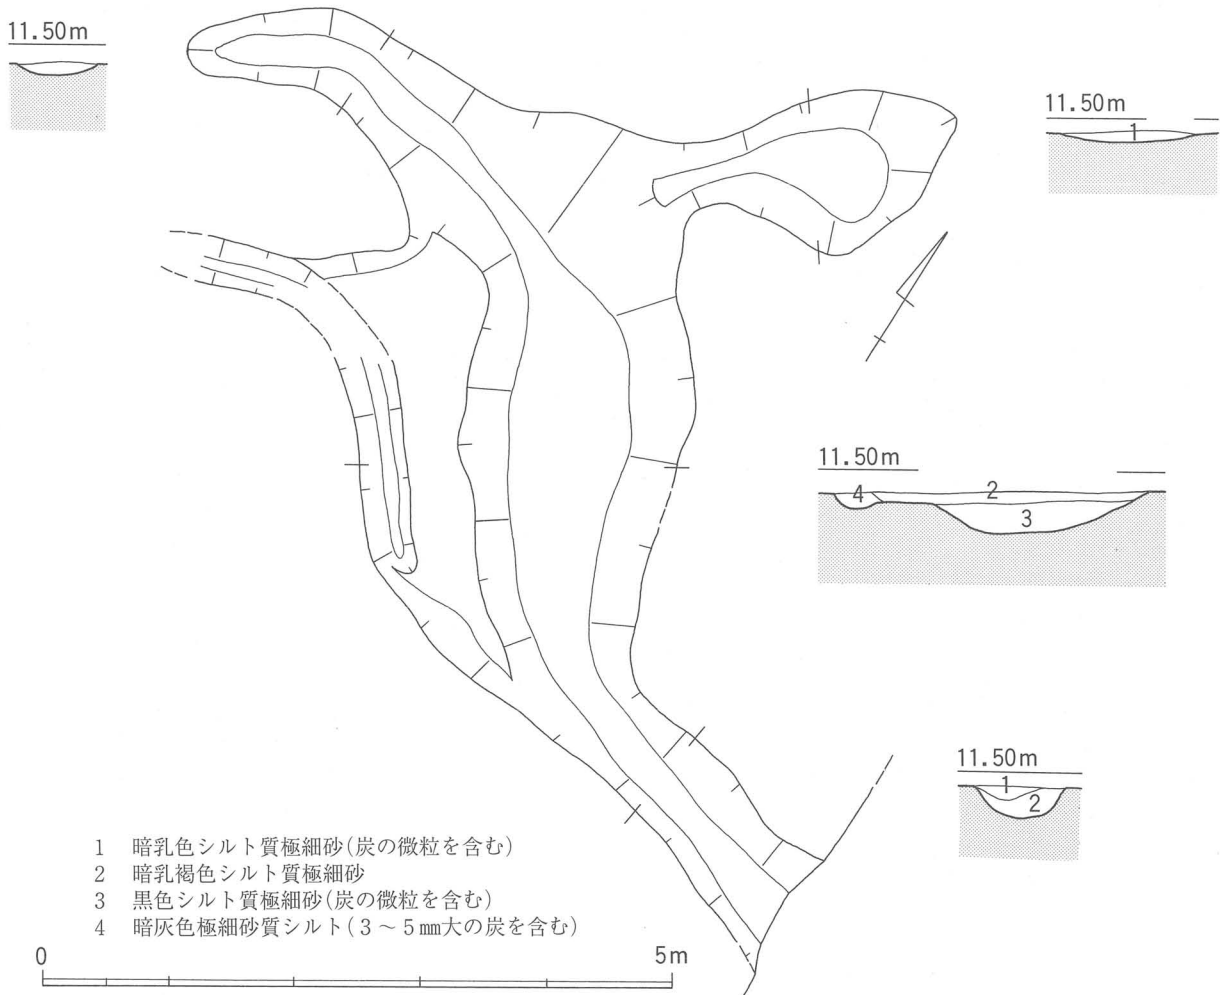 11.50m
11.50m
1
11.50m
4
2
3
11.50m
1
2
1 暗乳色シルト質極細砂(炭の微粒を含む)
2 暗乳褐色シルト質極細砂
3 黒色シルト質極細砂(炭の微粒を含む)
4 暗灰色極細砂質シルト(3～5㎜大の炭を含む)
0 5m